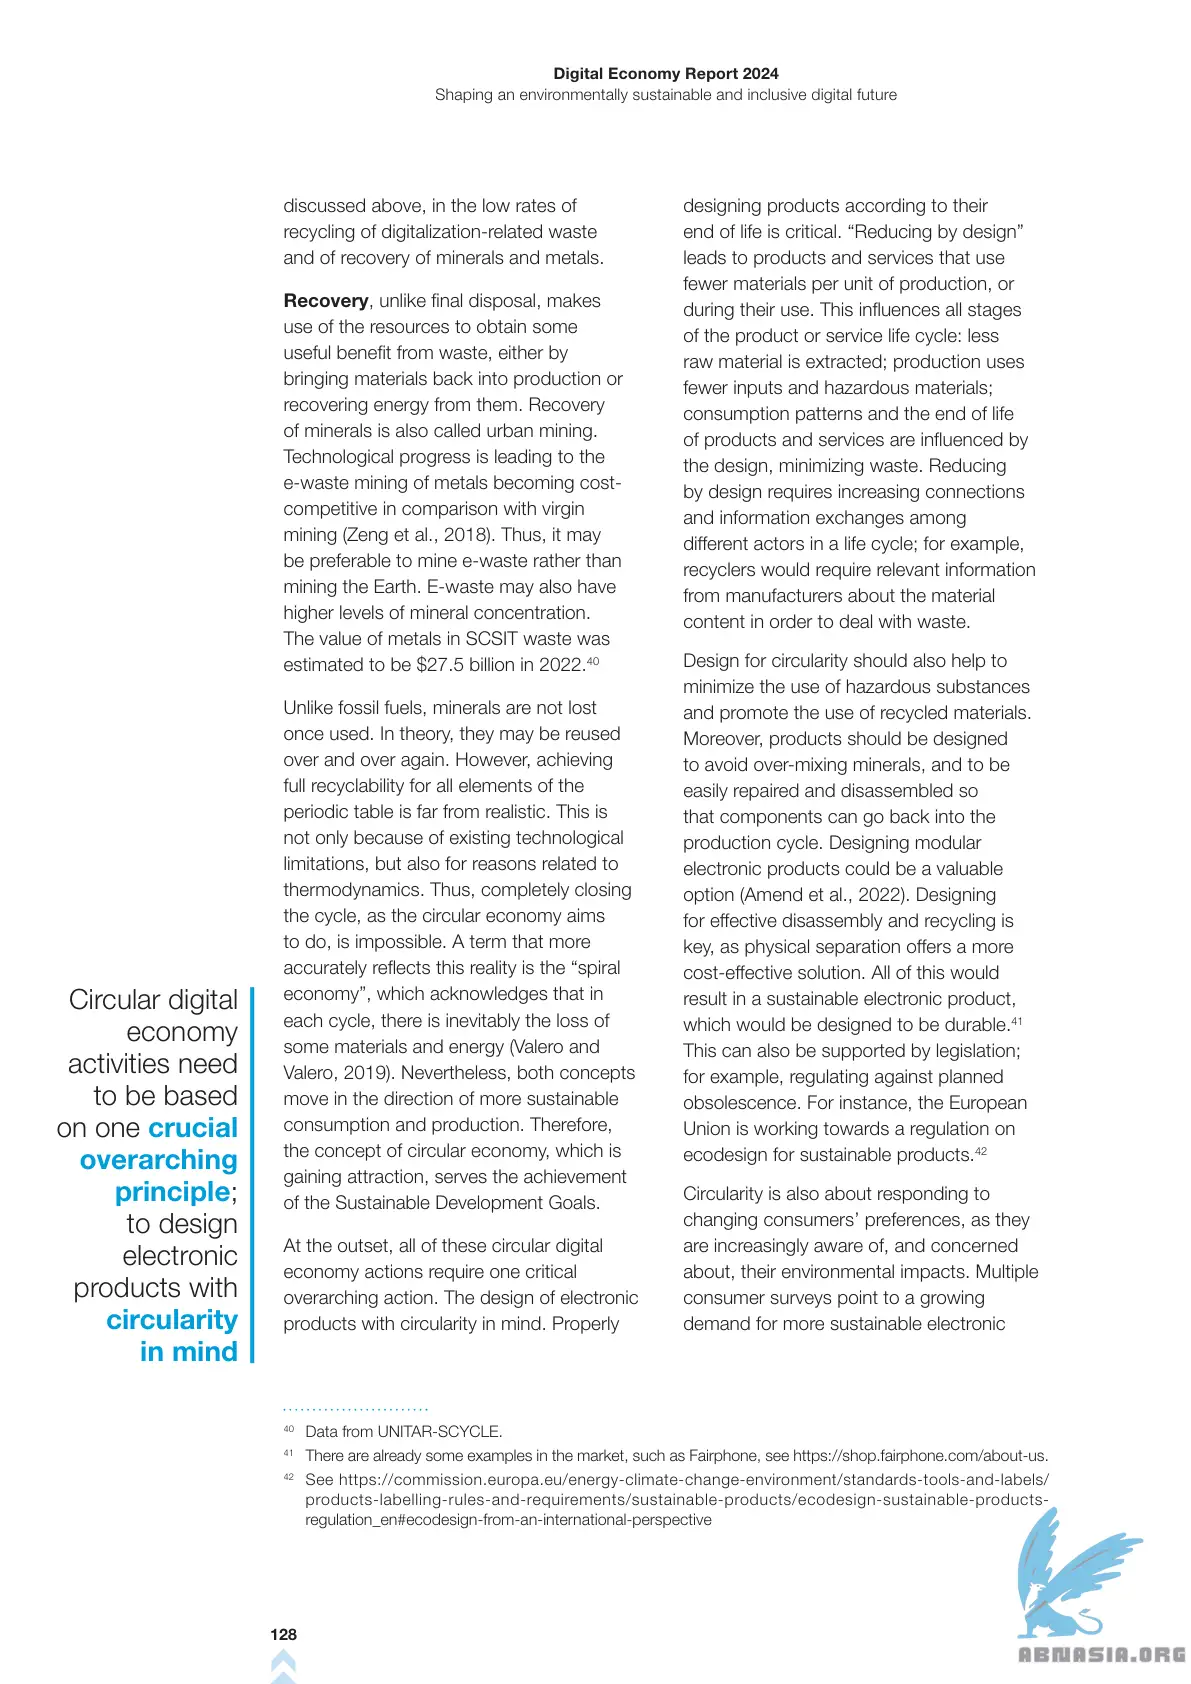 Digital Economy Report 2024
Shaping an environmentally sustainable and inclusive digital future
discussed above, in the low rates of
recycling of digitalization-related waste
and of recovery of minerals and metals.
Recovery, unlike final disposal, makes
use of the resources to obtain some
useful benefit from waste, either by
bringing materials back into production or
recovering energy from them. Recovery
of minerals is also called urban mining.
Technological progress is leading to the
e-waste mining of metals becoming cost-
competitive in comparison with virgin
mining (Zeng et al., 2018). Thus, it may
be preferable to mine e-waste rather than
mining the Earth. E-waste may also have
higher levels of mineral concentration.
The value of metals in SCSIT waste was
estimated to be $27.5 billion in 2022.40
Unlike fossil fuels, minerals are not lost
once used. In theory, they may be reused
over and over again. However, achieving
full recyclability for all elements of the
periodic table is far from realistic. This is
not only because of existing technological
limitations, but also for reasons related to
thermodynamics. Thus, completely closing
the cycle, as the circular economy aims
to do, is impossible. A term that more
accurately reflects this reality is the “spiral
economy”, which acknowledges that in
each cycle, there is inevitably the loss of
some materials and energy (Valero and
Valero, 2019). Nevertheless, both concepts
move in the direction of more sustainable
consumption and production. Therefore,
the concept of circular economy, which is
gaining attraction, serves the achievement
of the Sustainable Development Goals.
At the outset, all of these circular digital
economy actions require one critical
overarching action. The design of electronic
products with circularity in mind. Properly
designing products according to their
end of life is critical. “Reducing by design”
leads to products and services that use
fewer materials per unit of production, or
during their use. This influences all stages
of the product or service life cycle: less
raw material is extracted; production uses
fewer inputs and hazardous materials;
consumption patterns and the end of life
of products and services are influenced by
the design, minimizing waste. Reducing
by design requires increasing connections
and information exchanges among
different actors in a life cycle; for example,
recyclers would require relevant information
from manufacturers about the material
content in order to deal with waste.
Design for circularity should also help to
minimize the use of hazardous substances
and promote the use of recycled materials.
Moreover, products should be designed
to avoid over-mixing minerals, and to be
easily repaired and disassembled so
that components can go back into the
production cycle. Designing modular
electronic products could be a valuable
option (Amend et al., 2022). Designing
for effective disassembly and recycling is
key, as physical separation offers a more
cost-effective solution. All of this would
result in a sustainable electronic product,
which would be designed to be durable.41
This can also be supported by legislation;
for example, regulating against planned
obsolescence. For instance, the European
Union is working towards a regulation on
ecodesign for sustainable products.42
Circularity is also about responding to
changing consumers’ preferences, as they
are increasingly aware of, and concerned
about, their environmental impacts. Multiple
consumer surveys point to a growing
demand for more sustainable electronic
Circular digital
economy
activities need
to be based
on one crucial
overarching
principle;
to design
electronic
products with
circularity
in mind
40 Data from UNITAR-SCYCLE.
41 There are already some examples in the market, such as Fairphone, see https://shop.fairphone.com/about-us.
42 See https://commission.europa.eu/energy-climate-change-environment/standards-tools-and-labels/
products-labelling-rules-and-requirements/sustainable-products/ecodesign-sustainable-products-
regulation_en#ecodesign-from-an-international-perspective
128
ABNASIA.ORG